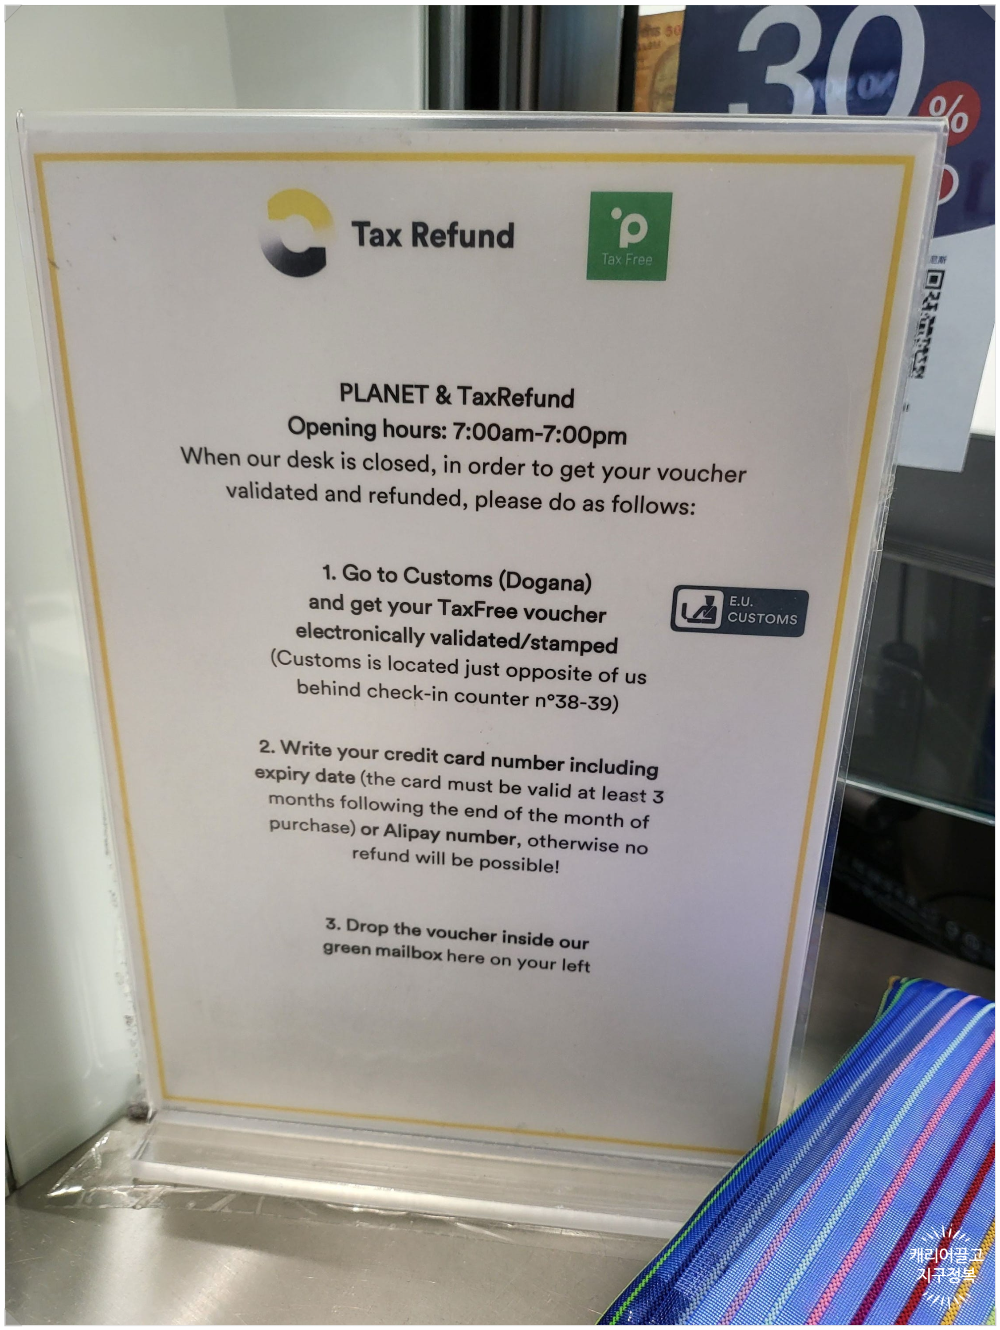 30
%
Tax Refund
p
Tax Free
PLANET & TaxRefund
Opening hours: 7:00am-7:00pm
When our desk is closed, in order to get your voucher
validated and refunded, please do as follows:
1. Go to Customs (Dogana)
and get your TaxFree voucher
electronically validated/stamped
(Customs is located just opposite of us
behind check-in counter n°38-39)
E.U.
CUSTOMS
2. Write your credit card number including
expiry date (the card must be valid at least 3
months following the end of the month of
purchase) or Alipay number, otherwise no
refund will be possible!
3. Drop the voucher inside our
green mailbox here on your left
캐리어끌고
지구정복